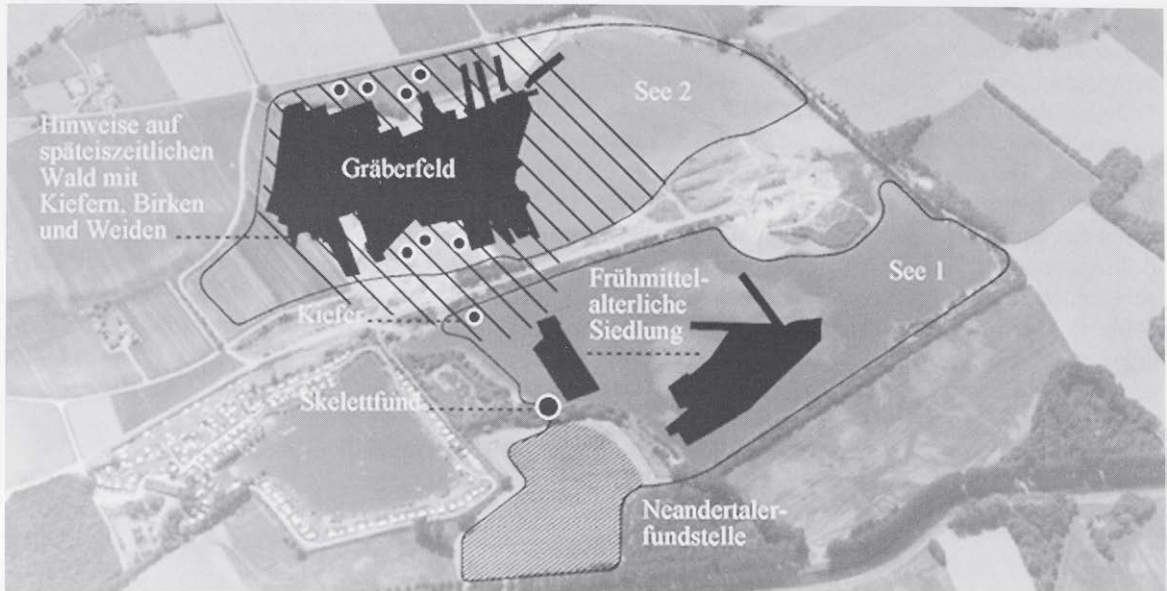 See 2
Hinweise auf
späteiszeitlichen
Wald mit
Kiefern, Birken
und Weiden
Gräberfeld
See 1
Frühmittel-
alterliche
Siedlung
Kiefer
Skelettfund
Neandertaler-
fundstelle